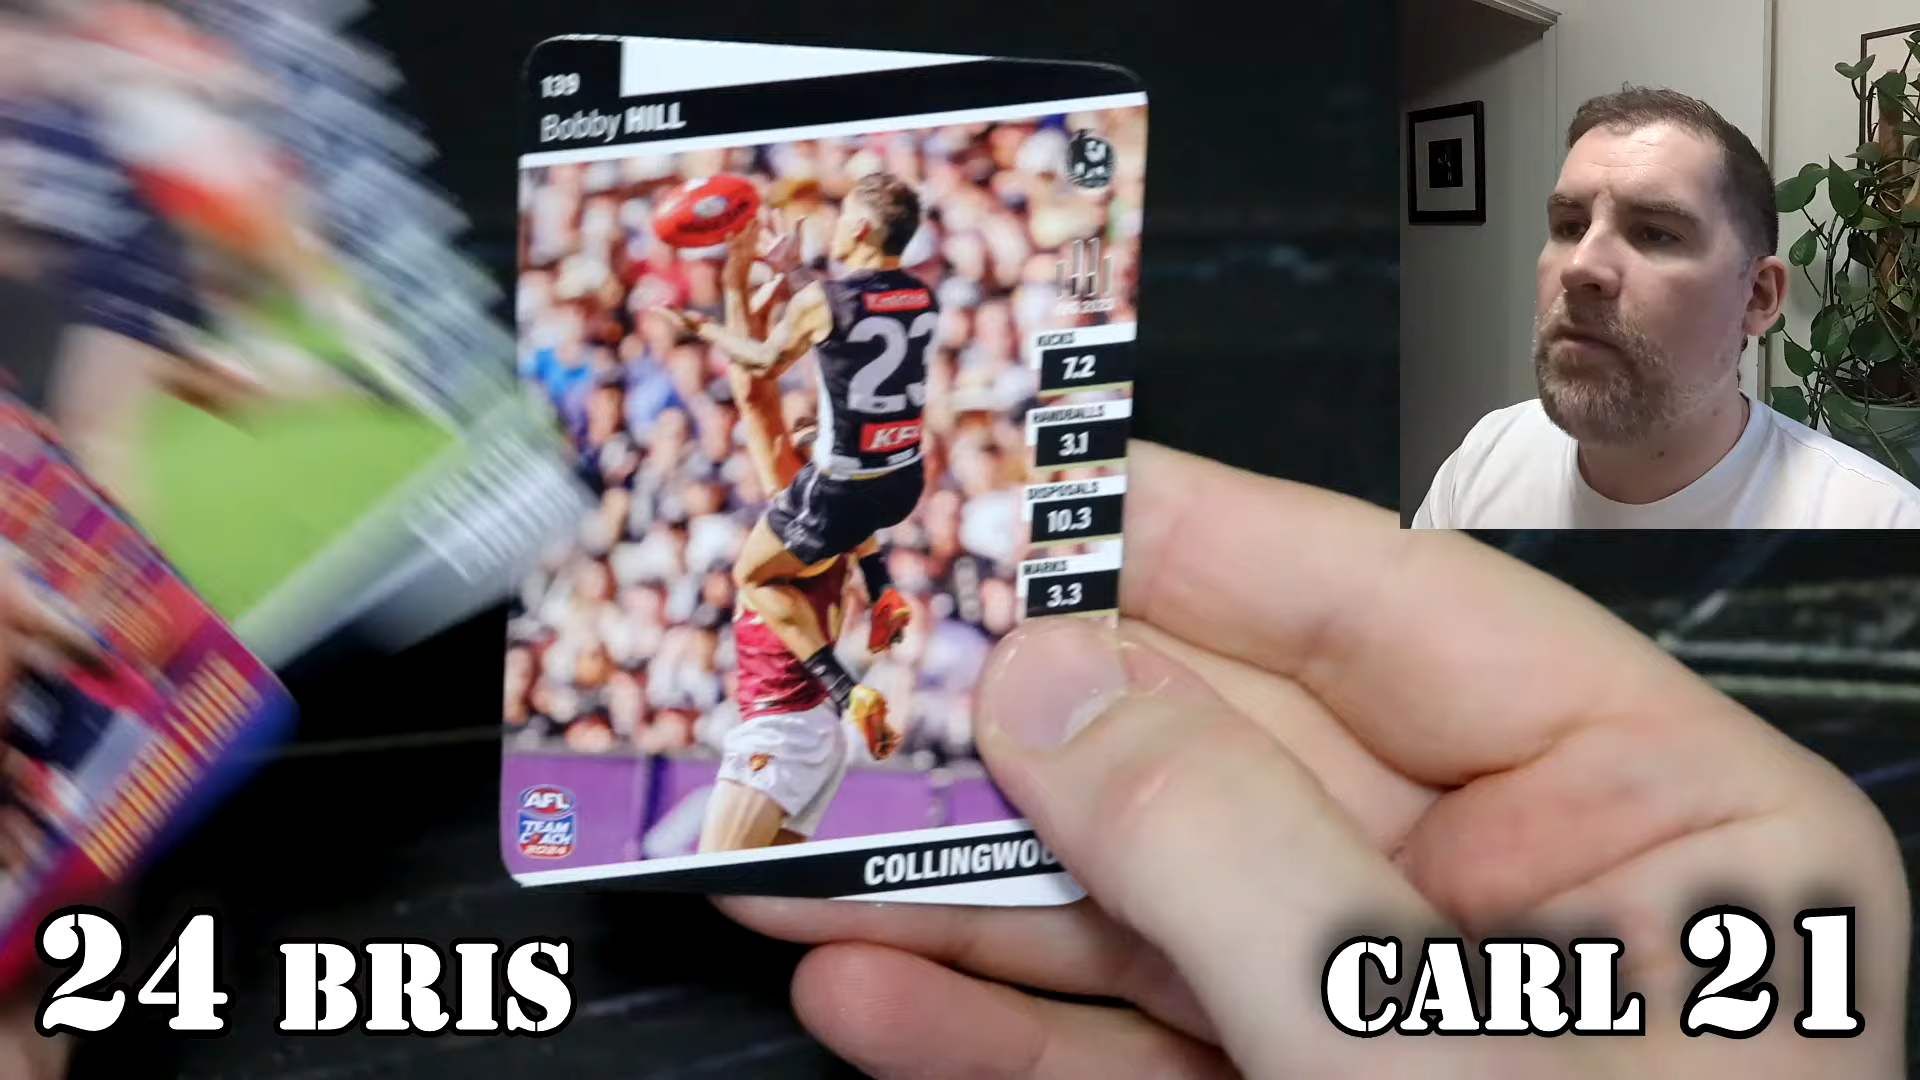 139
Bobby HILL
23
KFC
KICKS
7.2
HANDBALLS
3.1
DISPOSALS
10.3
MARKS
3.3
AFL
TEAM
COACH
2024
COLLINGWOO
24 BRIS
CARL 21